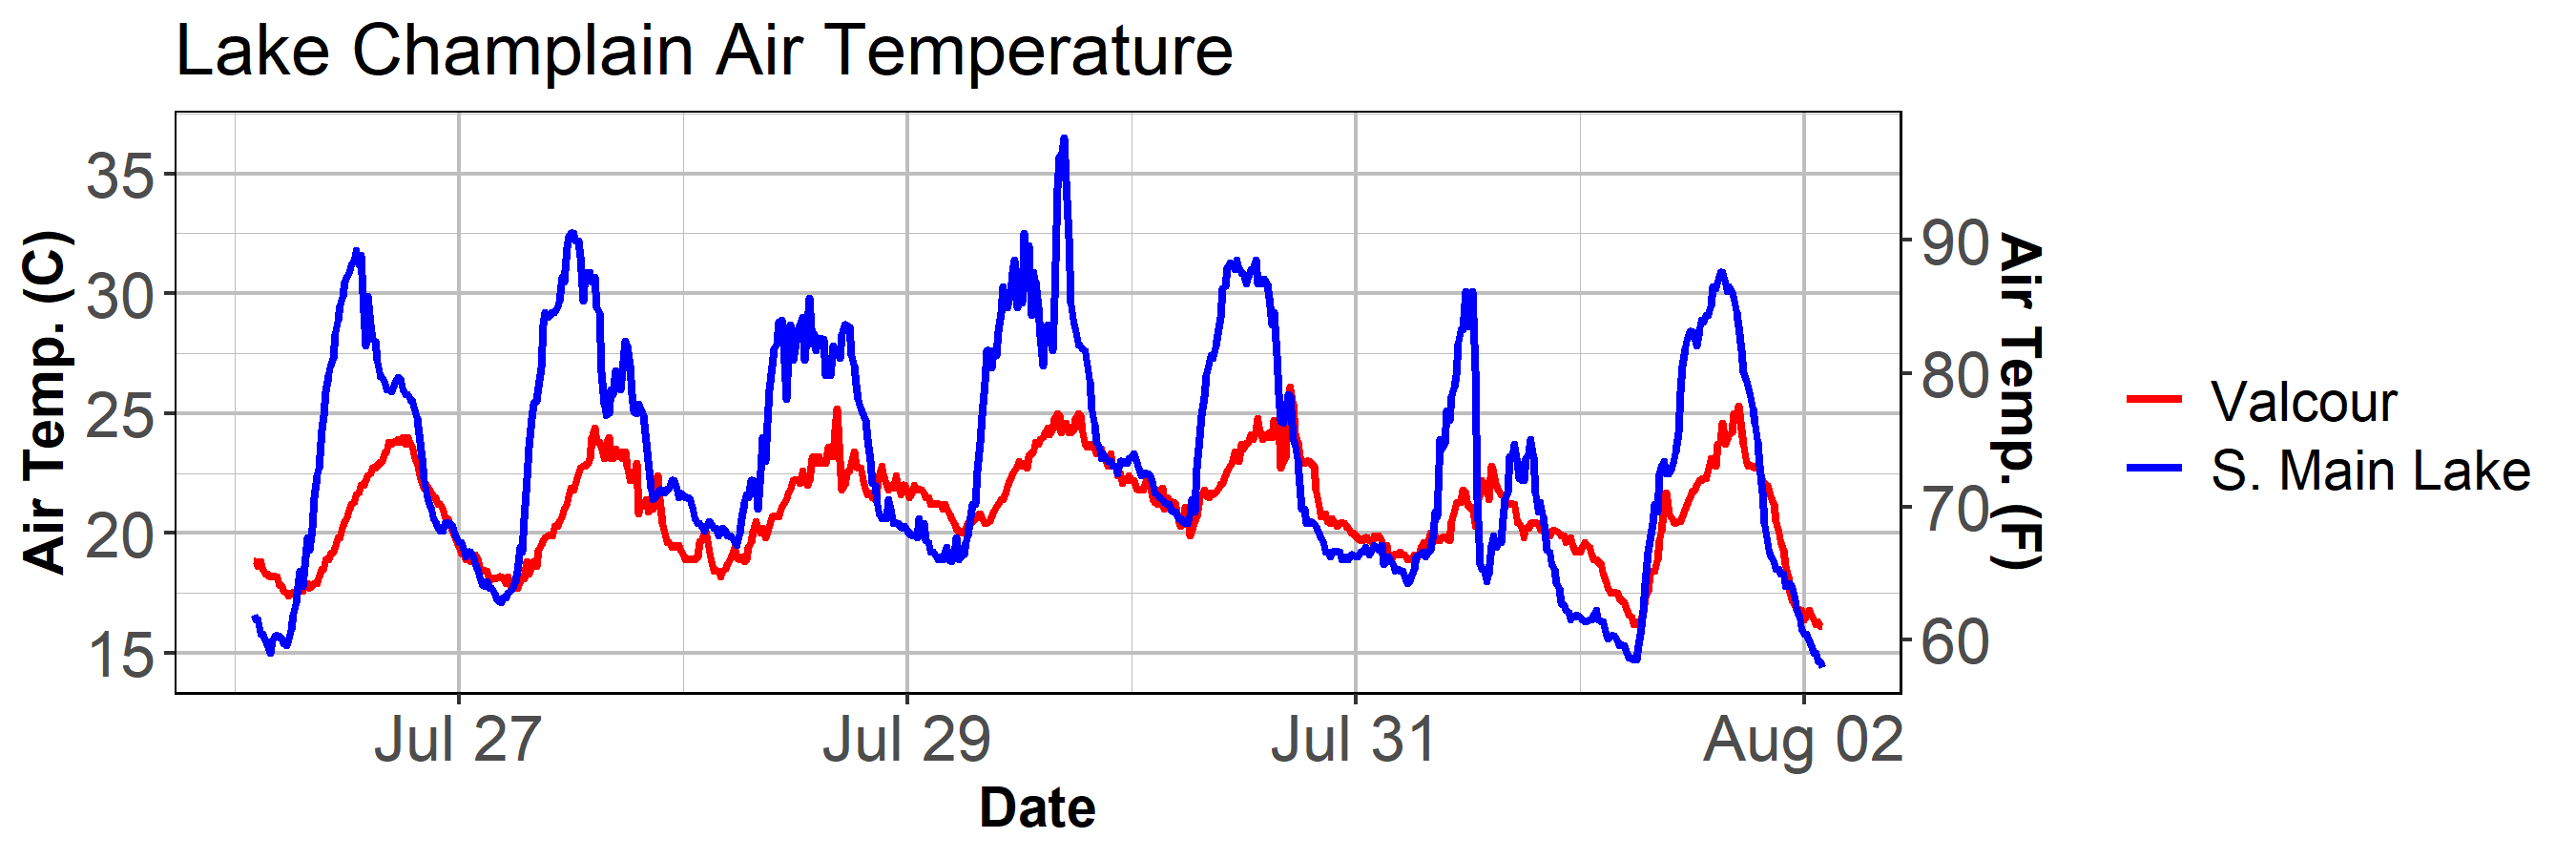 Lake Champlain Air Temperature
Air Temp. (C)
35
30
25
20
15
Air Temp. (F)
90
80
70
60
Jul 27
Jul 29
Jul 31
Aug 02
Date
Valcour
S. Main Lake